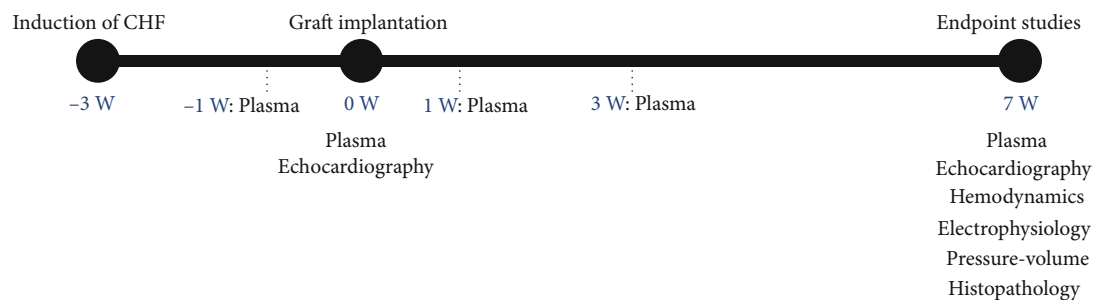 Induction of CHF
Graft implantation
Endpoint studies
–3 W
–1 W: Plasma
0 W
1 W: Plasma
3 W: Plasma
7 W
Plasma
Echocardiography
Plasma
Echocardiography
Hemodynamics
Electrophysiology
Pressure-volume
Histopathology